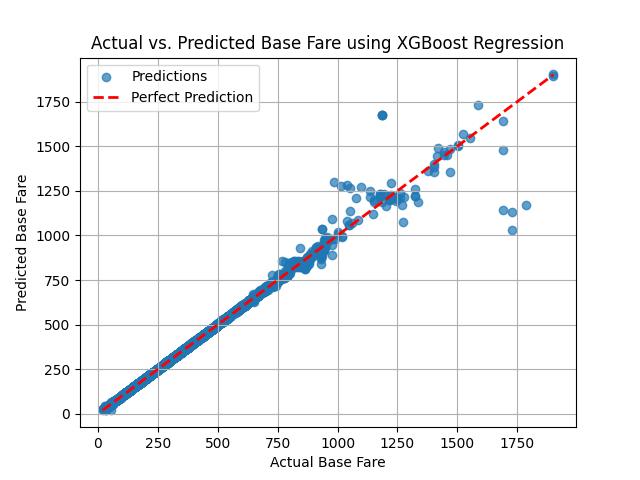 Actual vs. Predicted Base Fare using XGBoost Regression
Predictions
Perfect Prediction
Predicted Base Fare
1750
1500
1250
1000
750
500
250
0
0 250 500 750 1000 1250 1500 1750
Actual Base Fare